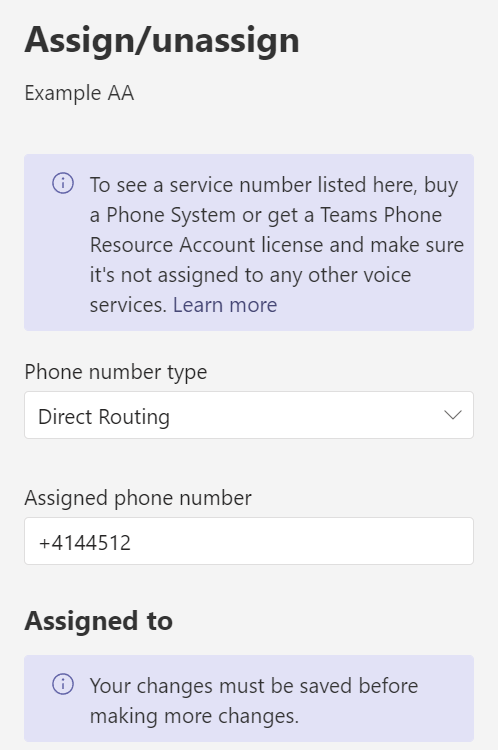 Assign/unassign
Example AA
To see a service number listed here, buy
a Phone System or get a Teams Phone
Resource Account license and make sure
it's not assigned to any other voice
services. Learn more
Phone number type
Direct Routing
Assigned phone number
+4144512
Assigned to
Your changes must be saved before
making more changes.